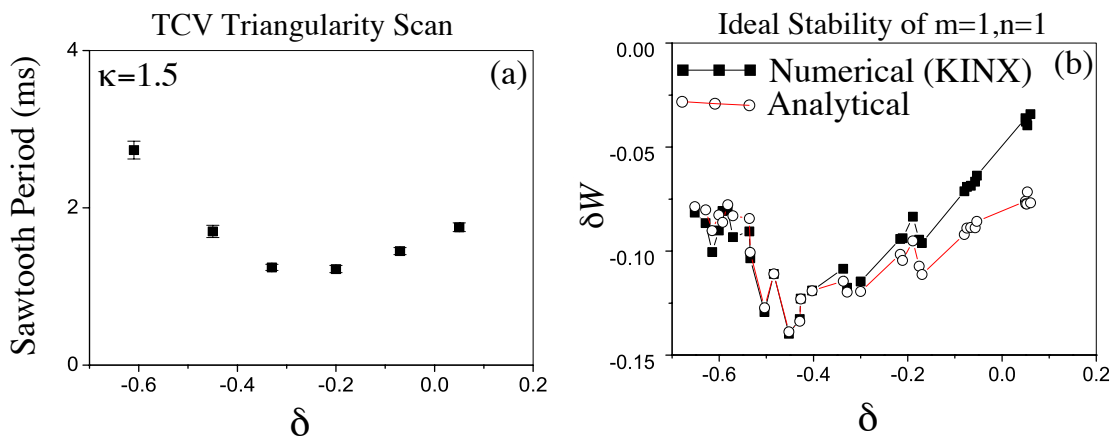 TCV Triangularity Scan
κ=1.5
(a)
Sawtooth Period (ms)
4
2
0
-0.6
-0.4
-0.2
0.0
0.2
δ
Ideal Stability of m=1,n=1
Numerical (KINX)
(b)
Analytical
δW
0.00
-0.05
-0.10
-0.15
-0.6
-0.4
-0.2
0.0
0.2
δ